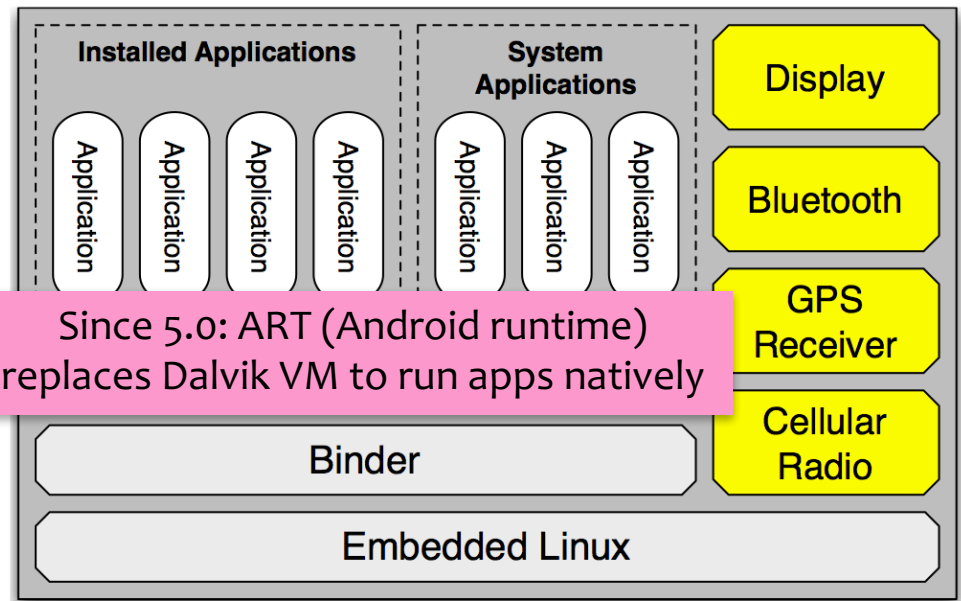 Installed Applications
System
Applications
Application
Application
Application
Application
Application
Application
Application
Display
Bluetooth
GPS
Receiver
Cellular
Radio
Since 5.0: ART (Android runtime)
replaces Dalvik VM to run apps natively
Binder
Embedded Linux